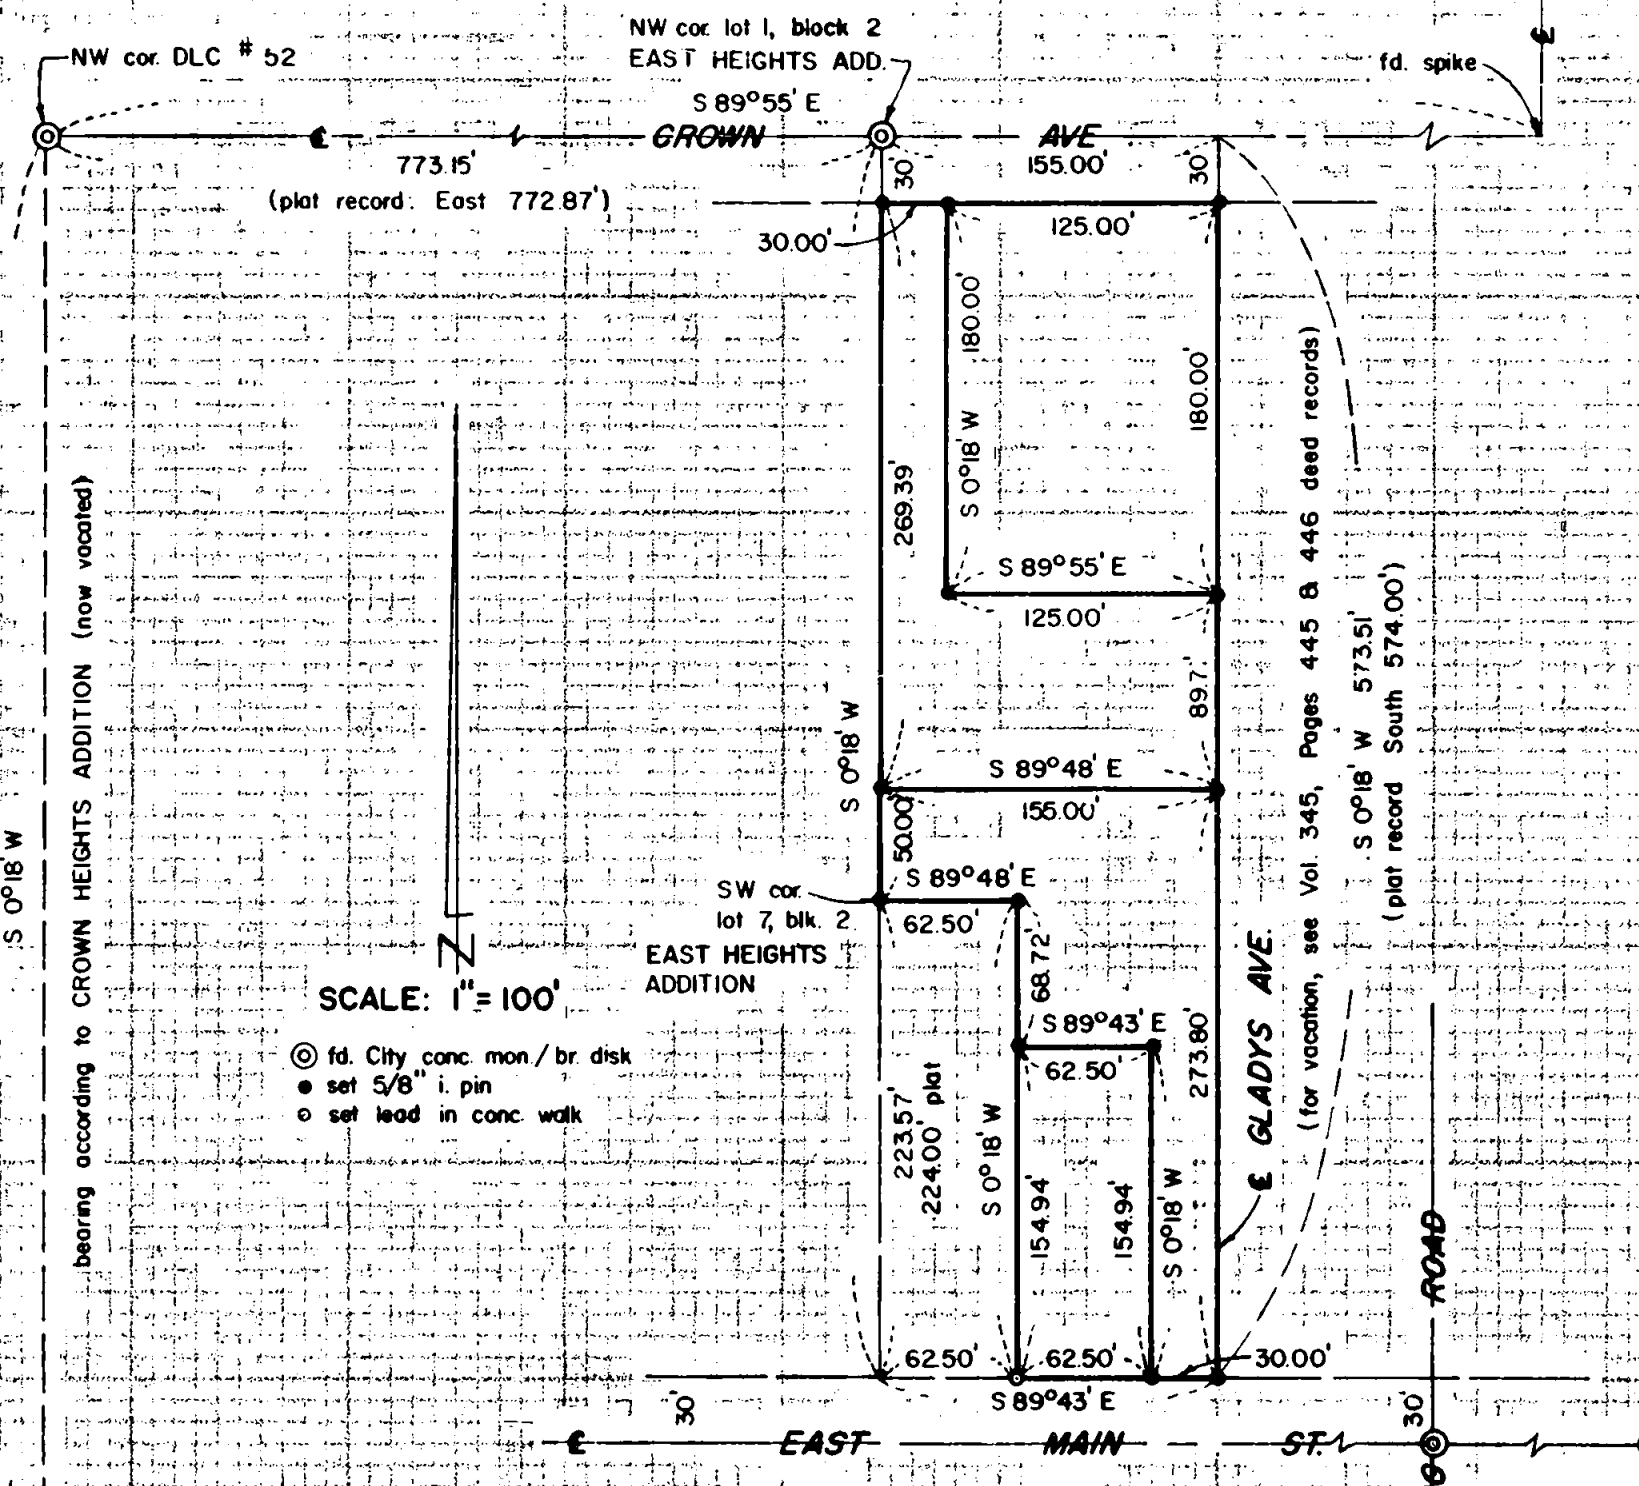 NW cor. DLC # 52
NW cor. lot 1, block 2
EAST HEIGHTS ADD.
fd. spike
℄
S 89°55' E
℄
CROWN AVE
773.15'
(plat record: East 772.87')
30'
155.00'
30'
30.00'
125.00'
180.00'
S 0°18' W
180.00'
269.39'
S 89°55' E
125.00'
89.7'
S 0°18' W
S 89°48' E
155.00'
50.00'
S 89°48' E
62.50'
SW cor.
lot 7, blk. 2
EAST HEIGHTS
ADDITION
68.72'
S 89°43' E
62.50'
273.80'
223.57'
224.00' plat
S 0°18' W
154.94'
154.94'
S 0°18' W
℄ GLADYS AVE.
(for vacation, see Vol. 345, Pages 445 & 446 deed records)
S 0°18' W 573.51'
(plat record South 574.00')
S 0°18' W
bearing according to CROWN HEIGHTS ADDITION (now vacated)
N
SCALE: 1"= 100'
fd. City conc. mon./ br. disk
set 5/8" i. pin
set lead in conc. walk
62.50'
62.50'
30.00'
S 89°43' E
30'
30'
℄ EAST MAIN ST.
ROAD